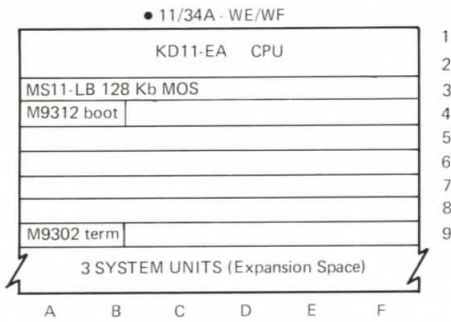 ● 11/34A - WE/WF
KD11-EA CPU
1
2
MS11-LB 128 Kb MOS
3
M9312 boot
4
5
6
7
8
M9302 term
9
3 SYSTEM UNITS (Expansion Space)
A B C D E F